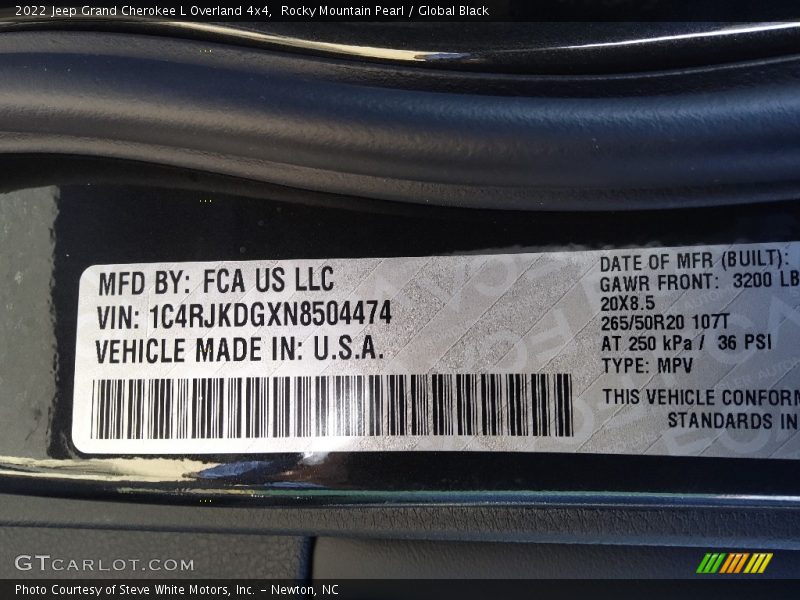 2022 Jeep Grand Cherokee L Overland 4x4, Rocky Mountain Pearl / Global Black
MFD BY: FCA US LLC
VIN: 1C4RJKDGXN8504474
VEHICLE MADE IN: U.S.A.
DATE OF MFR (BUILT):
GAWR FRONT: 3200 LB
20X8.5
265/50R20 107T
AT 250 kPa / 36 PSI
TYPE: MPV
THIS VEHICLE CONFORM
STANDARDS IN
GTCARLOT.COM
Photo Courtesy of Steve White Motors, Inc. – Newton, NC